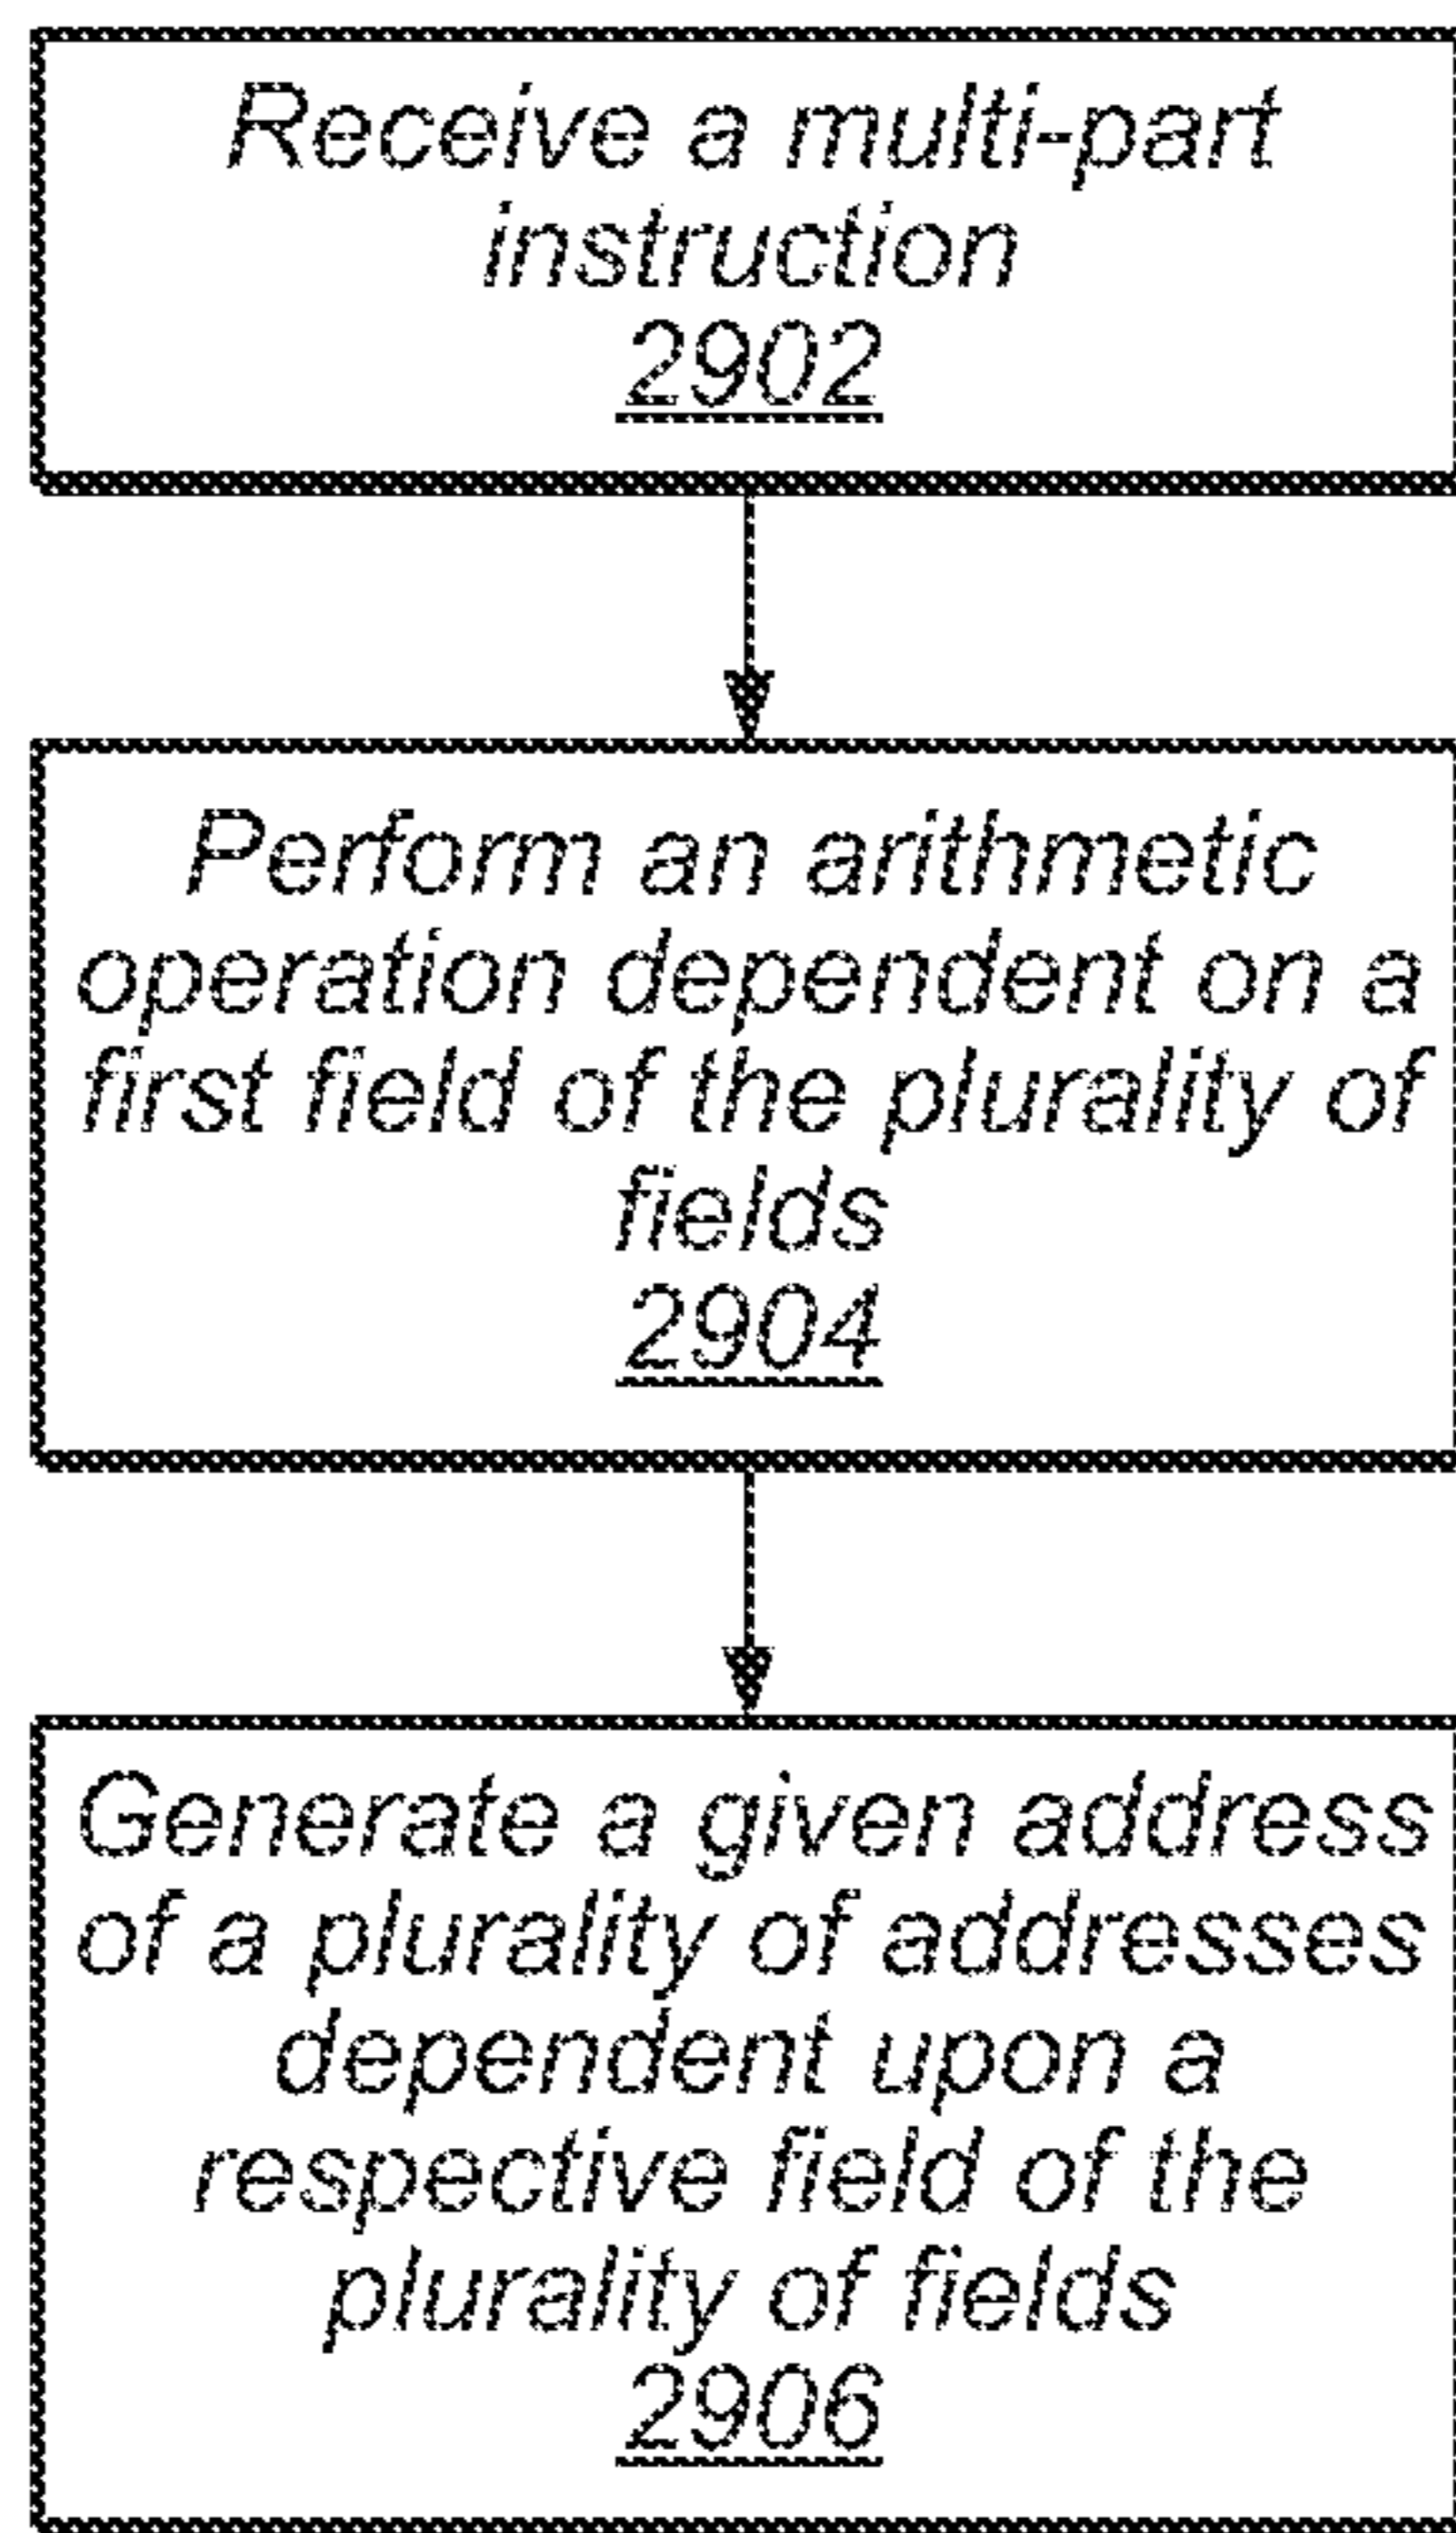 Receive a multi-part
instruction
2902
Perform an arithmetic
operation dependent on a
first field of the plurality of
fields
2904
Generate a given address
of a plurality of addresses
dependent upon a
respective field of the
plurality of fields
2906